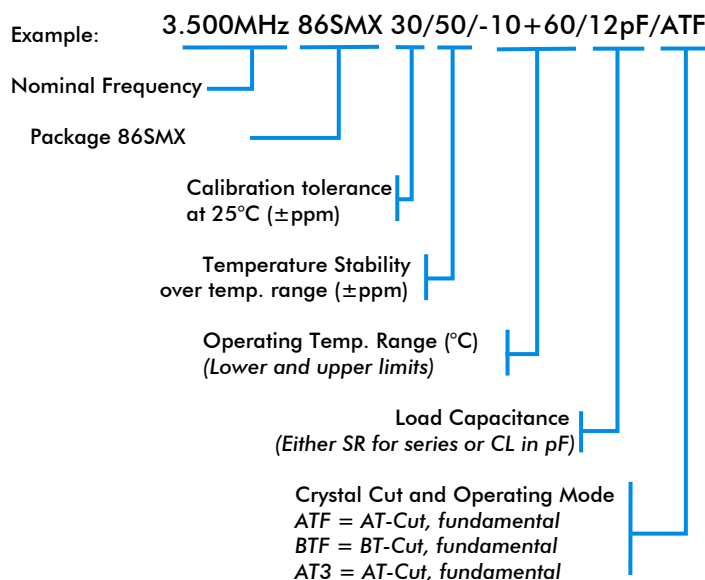 Example: 3.500MHz 86SMX 30/50/-10+60/12pF/ATF
Nominal Frequency
Package 86SMX
Calibration tolerance
at 25°C (±ppm)
Temperature Stability
over temp. range (±ppm)
Operating Temp. Range (°C)
(Lower and upper limits)
Load Capacitance
(Either SR for series or CL in pF)
Crystal Cut and Operating Mode
ATF = AT-Cut, fundamental
BTF = BT-Cut, fundamental
AT3 = AT-Cut, fundamental